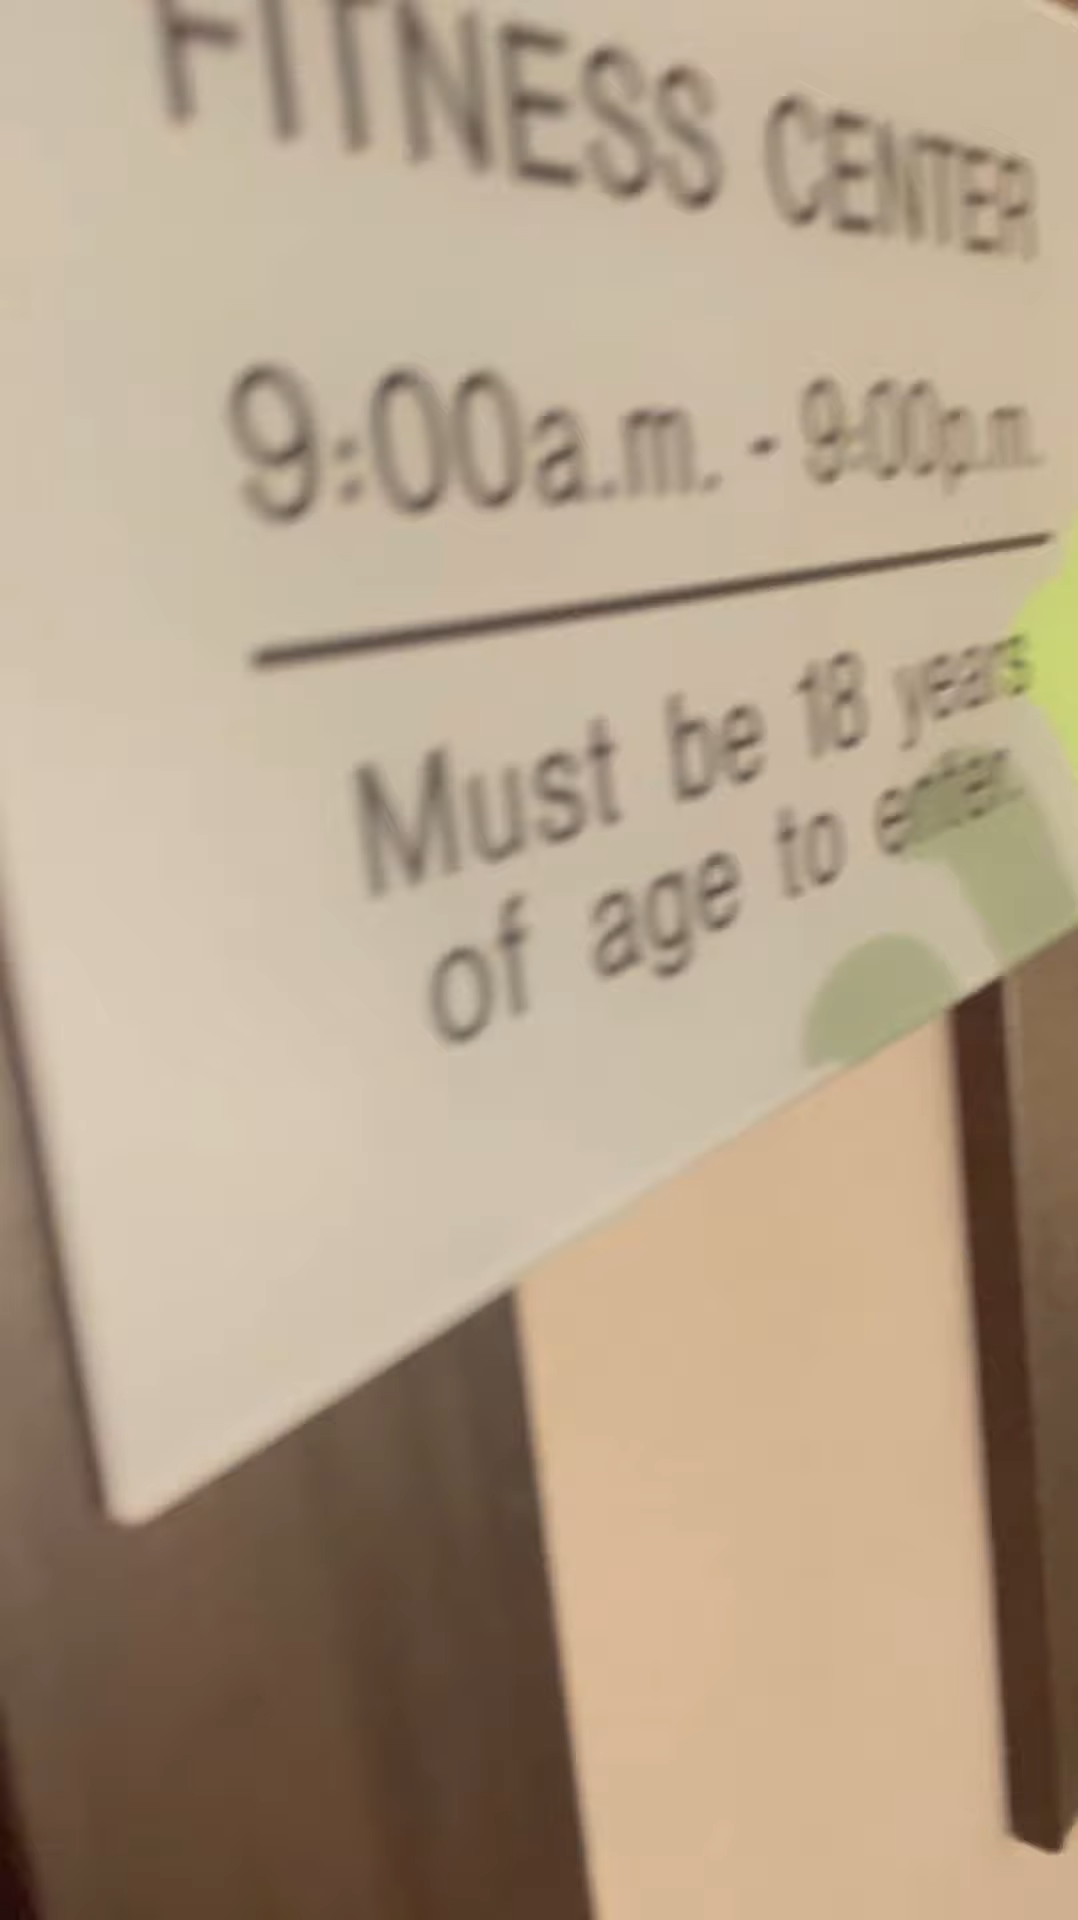 FITNESS CENTER
9:00a.m. - 9:00p.m.
Must be 18 years
of age to enter.